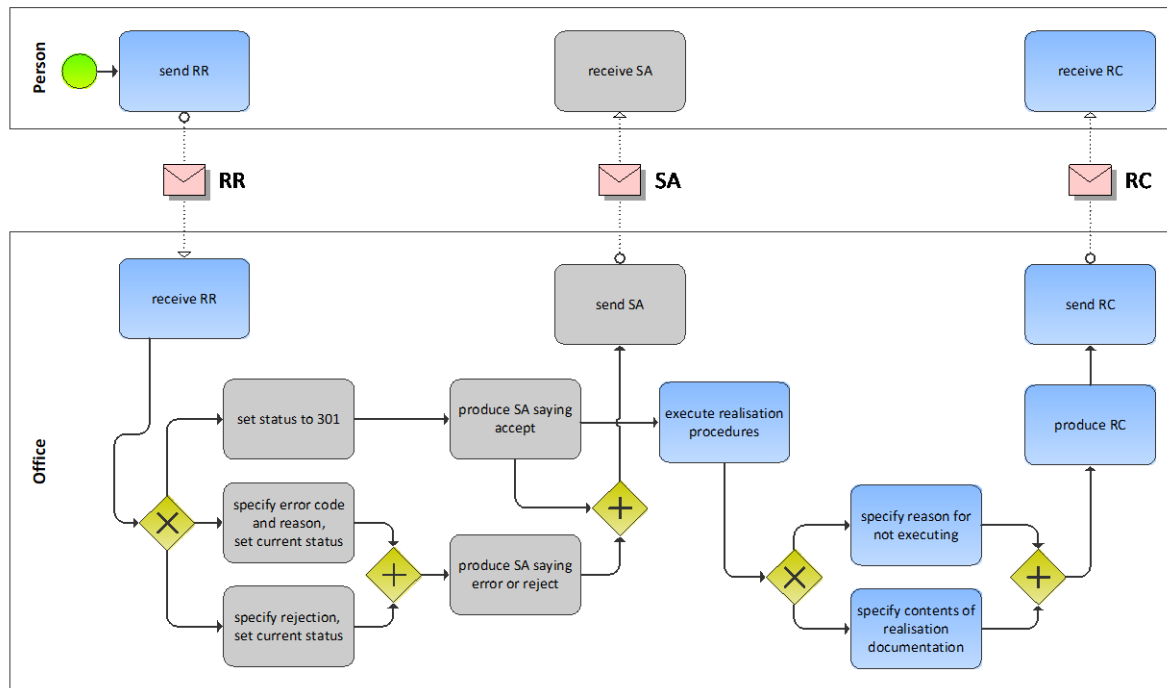 Person
send RR
receive SA
receive RC
RR
SA
RC
Office
receive RR
send SA
send RC
set status to 301
produce SA saying
accept
execute realisation
procedures
produce RC
specify error code
and reason,
set current status
specify reason for
not executing
produce SA saying
error or reject
specify rejection,
set current status
specify contents of
realisation
documentation